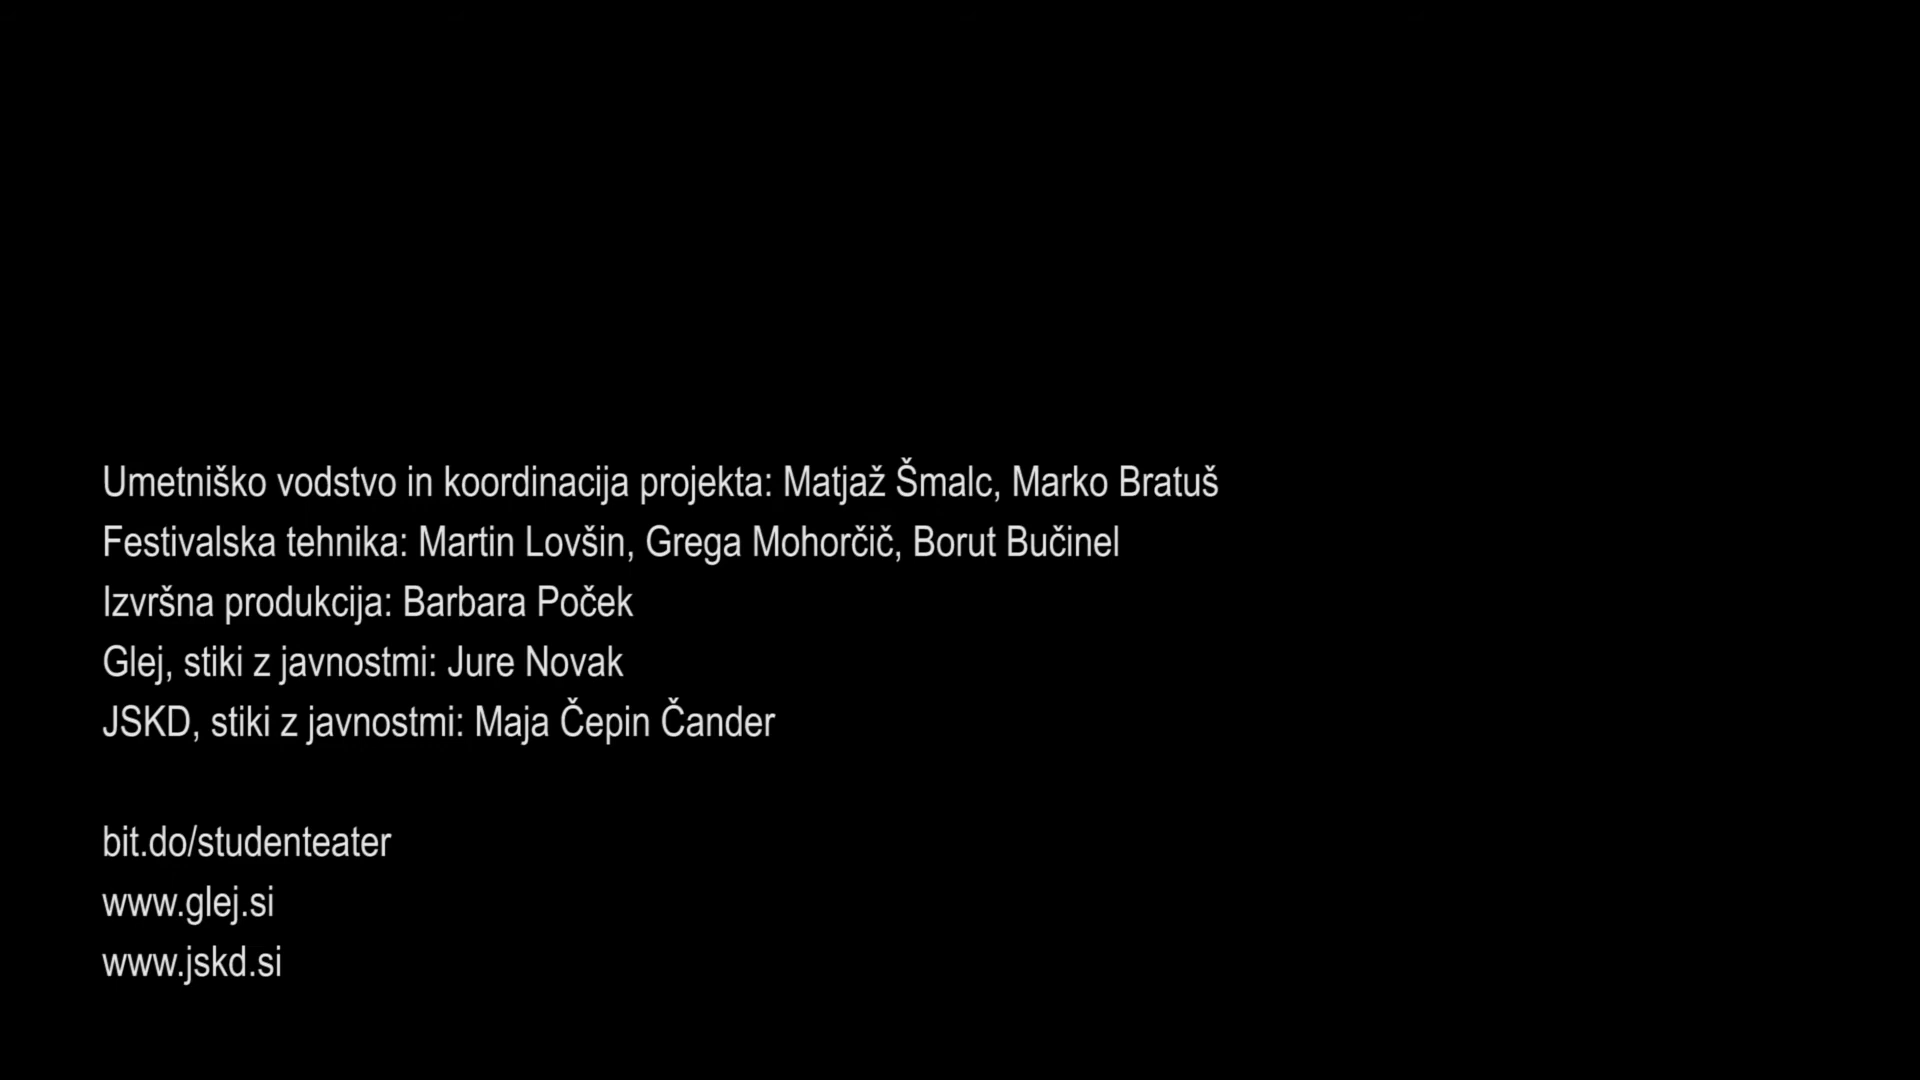 Umetniško vodstvo in koordinacija projekta: Matjaž Šmalc, Marko Bratuš
Festivalska tehnika: Martin Lovšin, Grega Mohorčič, Borut Bučinel
Izvršna produkcija: Barbara Poček
Glej, stiki z javnostmi: Jure Novak
JSKD, stiki z javnostmi: Maja Čepin Čander
bit.do/studenteater
www.glej.si
www.jskd.si